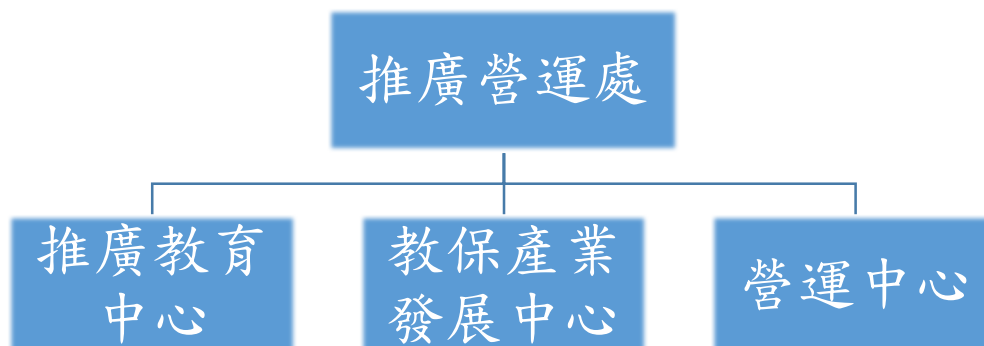 推廣營運處
推廣教育
中心
教保產業
發展中心
營運中心